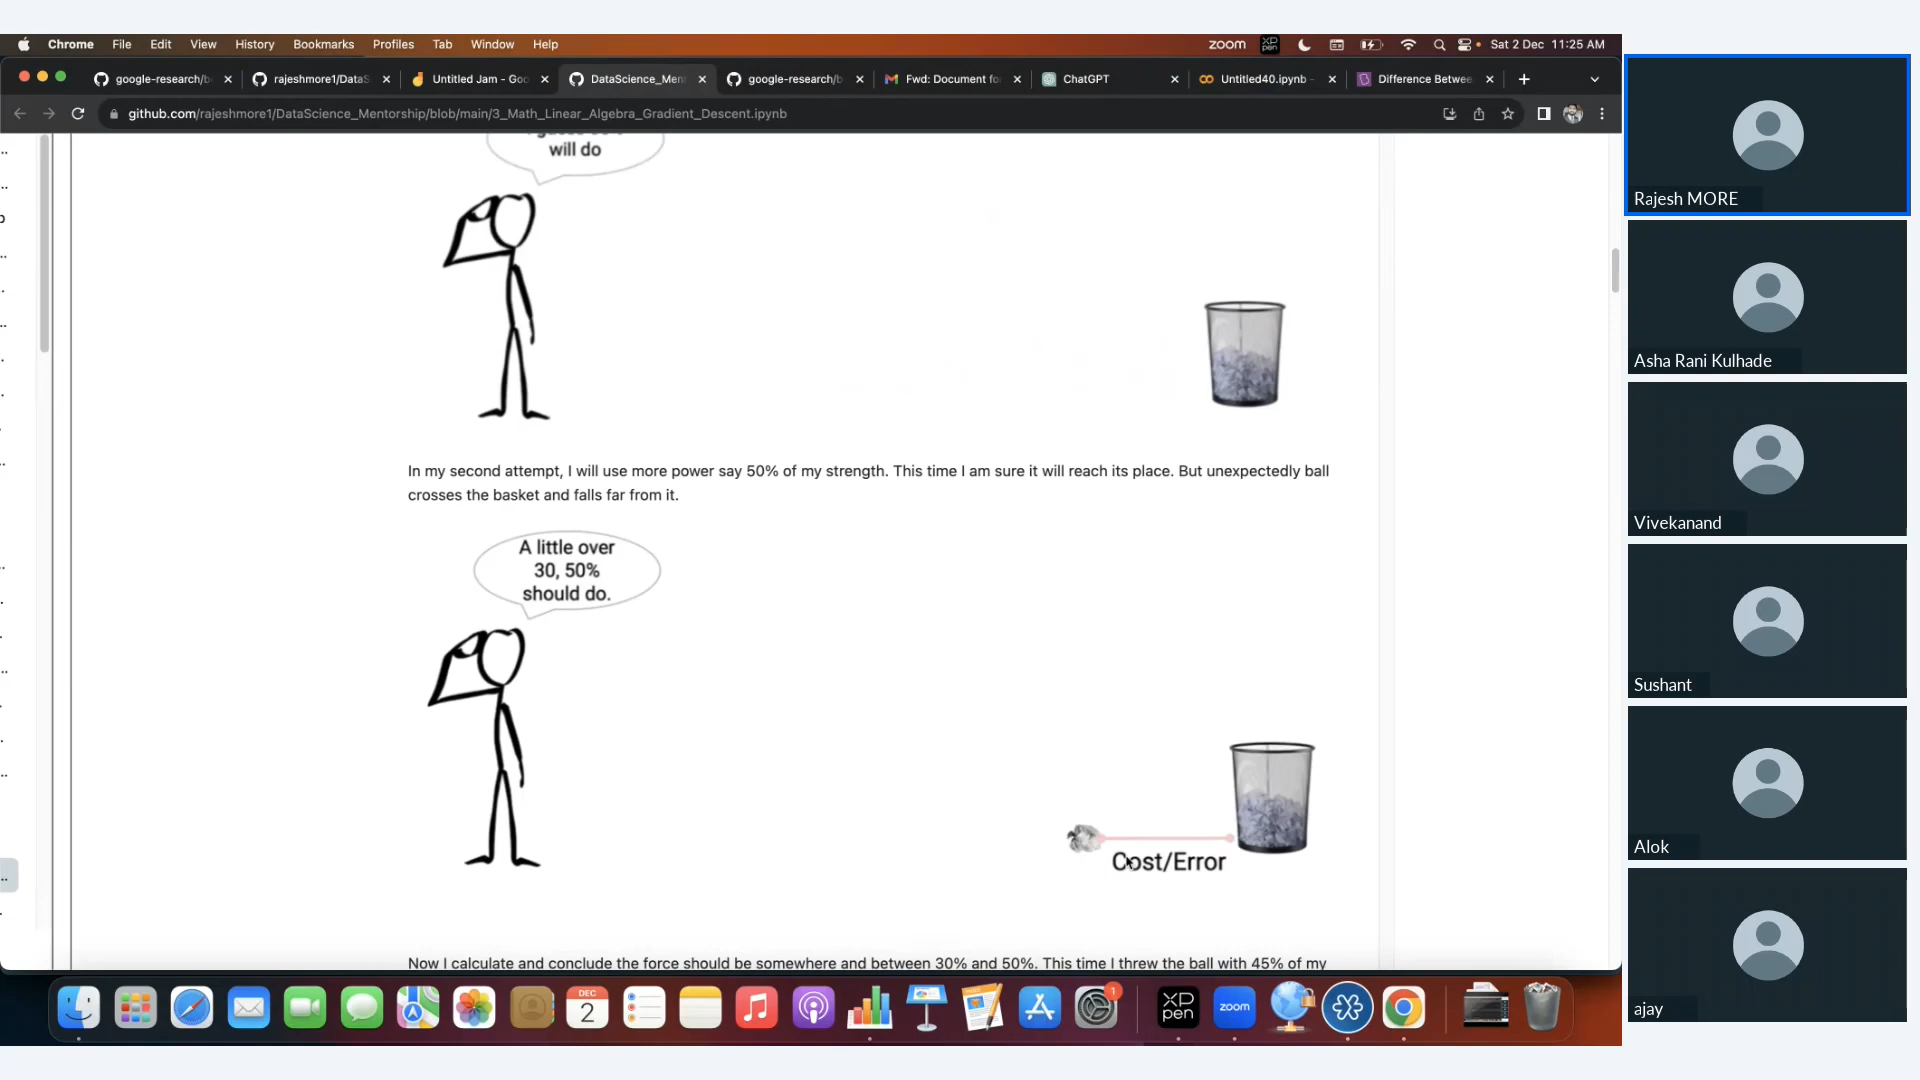 Chrome File Edit View History Bookmarks Profiles Tab Window Help
zoom XP pen Sat 2 Dec 11:25 AM
google-research/b
rajeshmore1/DataS
Untitled Jam - Goo
DataScience_Men
google-research/b
Fwd: Document fo
ChatGPT
Untitled40.ipynb -
Difference Betwee
github.com/rajeshmore1/DataScience_Mentorship/blob/main/3_Math_Linear_Algebra_Gradient_Descent.ipynb
will do
In my second attempt, I will use more power say 50% of my strength. This time I am sure it will reach its place. But unexpectedly ball
crosses the basket and falls far from it.
A little over
30, 50%
should do.
Cost/Error
Now I calculate and conclude the force should be somewhere and between 30% and 50%. This time I threw the ball with 45% of my
DEC
2
1
XP
pen
zoom
Rajesh MORE
Asha Rani Kulhade
Vivekanand
Sushant
Alok
ajay